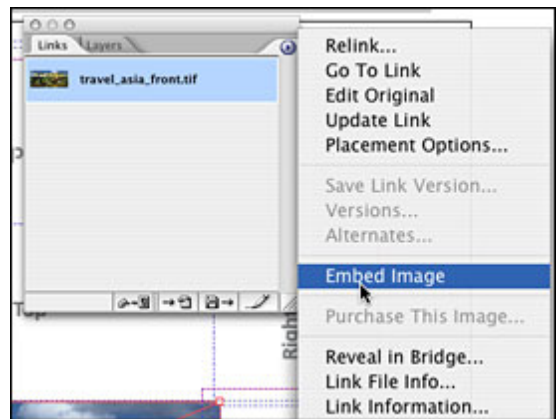 Links
Layers
travel_asia_front.tif
Relink...
Go To Link
Edit Original
Update Link
Placement Options...
Save Link Version...
Versions...
Alternates...
Embed Image
Purchase This Image...
Reveal in Bridge...
Link File Info...
Link Information...
Top
Right